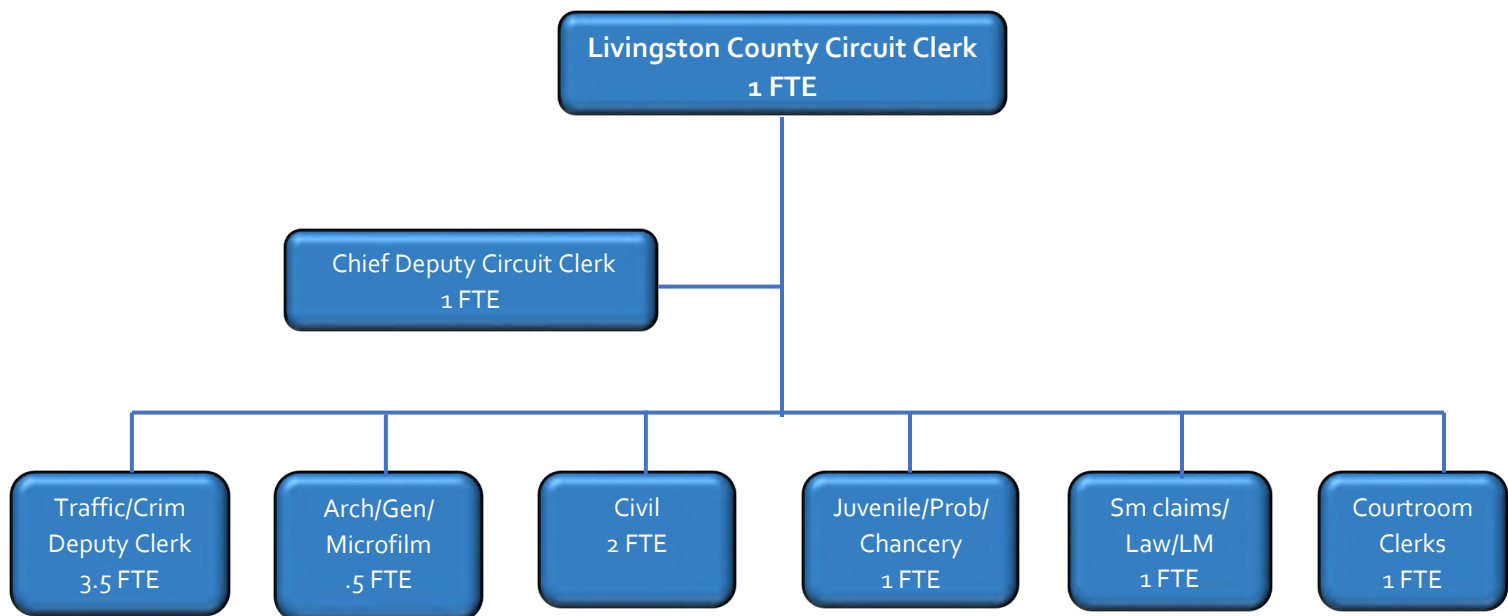 Livingston County Circuit Clerk
1 FTE
Chief Deputy Circuit Clerk
1 FTE
Traffic/Crim
Deputy Clerk
3.5 FTE
Arch/Gen/
Microfilm
.5 FTE
Civil
2 FTE
Juvenile/Prob/
Chancery
1 FTE
Sm claims/
Law/LM
1 FTE
Courtroom
Clerks
1 FTE